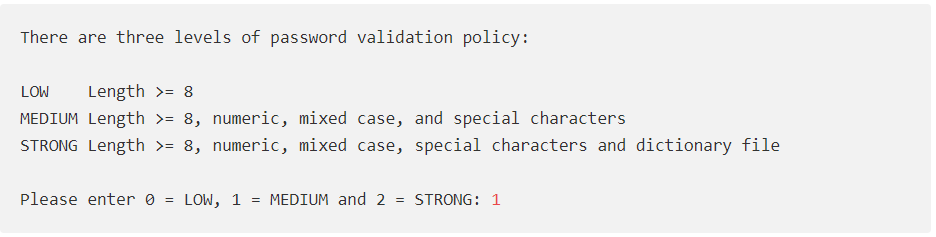 There are three levels of password validation policy:
LOW    Length >= 8
MEDIUM Length >= 8, numeric, mixed case, and special characters
STRONG Length >= 8, numeric, mixed case, special characters and dictionary file
Please enter 0 = LOW, 1 = MEDIUM and 2 = STRONG: 1